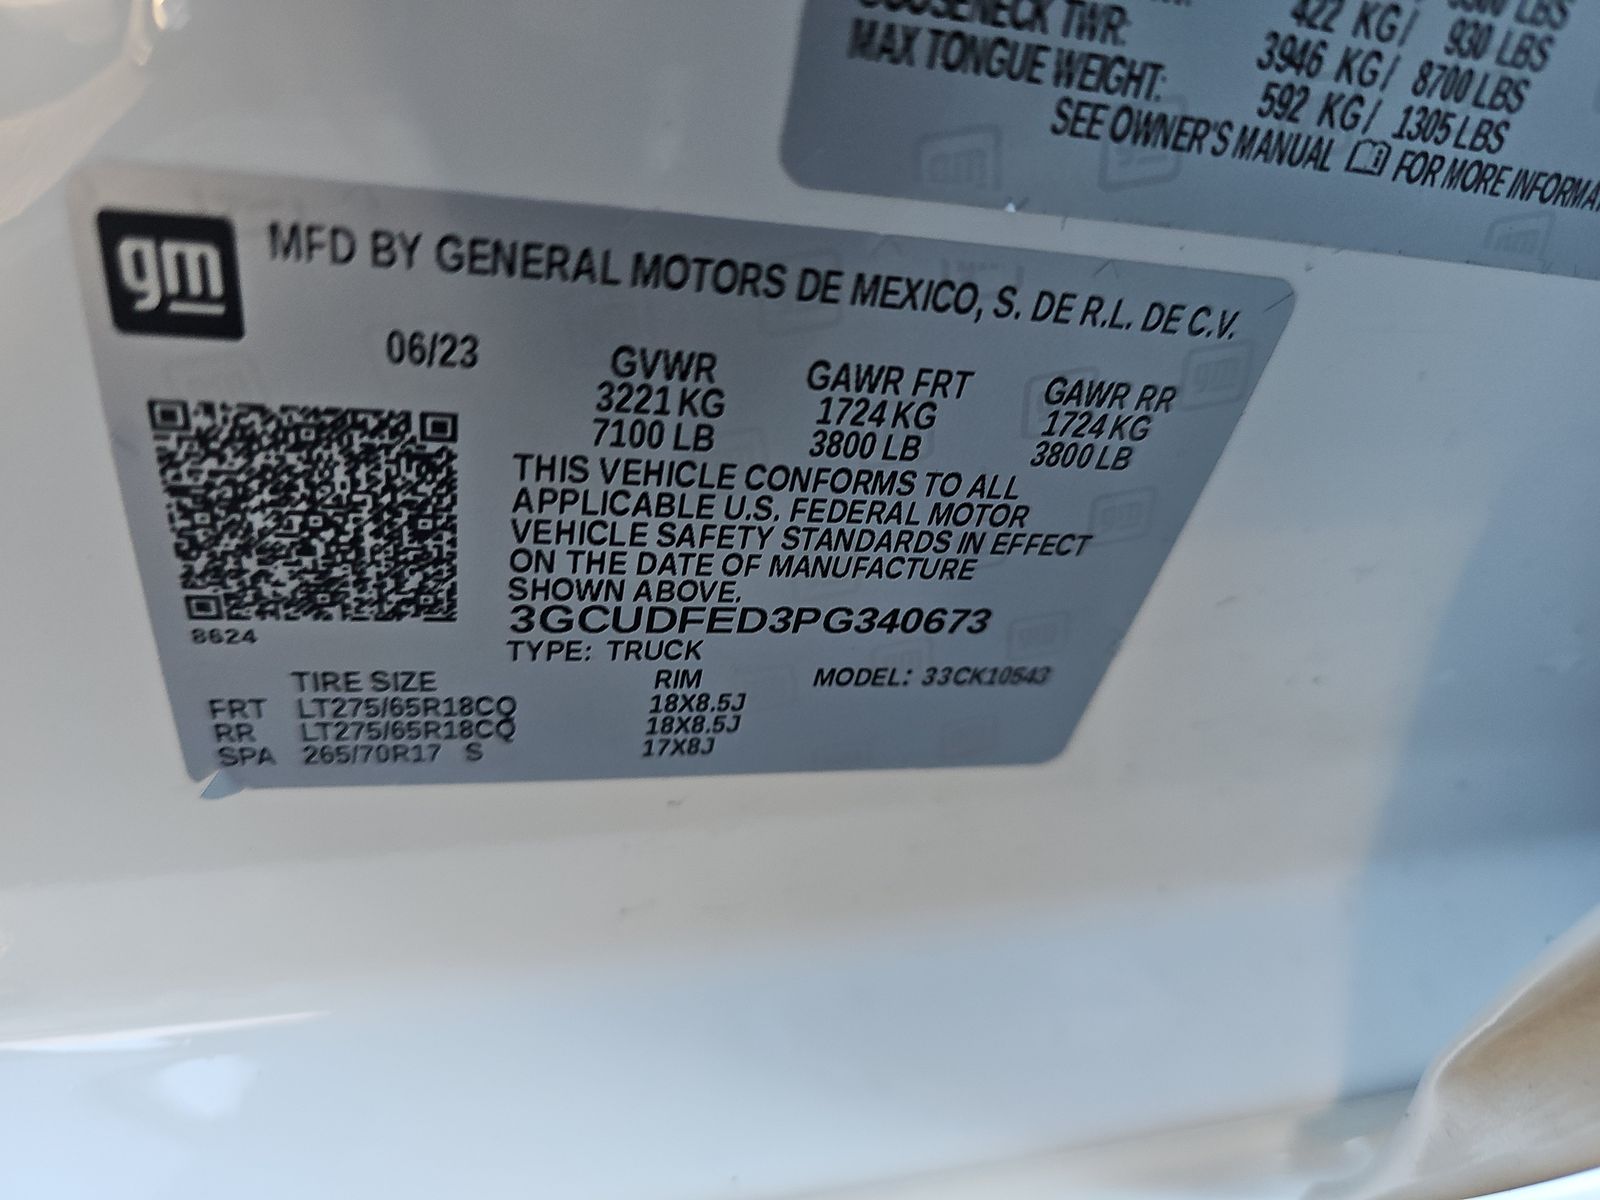 422 KG/ 930 LBS
GOOSENECK TWR: 3946 KG/ 8700 LBS
MAX TONGUE WEIGHT: 592 KG/ 1305 LBS
SEE OWNER'S MANUAL FOR MORE
gm MFD BY GENERAL MOTORS DE MEXICO, S. DE R.L. DE C.V.
06/23 GVWR GAWR FRT GAWR RR
3221 KG 1724 KG 1724 KG
7100 LB 3800 LB 3800 LB
THIS VEHICLE CONFORMS TO ALL
APPLICABLE U.S. FEDERAL MOTOR
VEHICLE SAFETY STANDARDS IN EFFECT
ON THE DATE OF MANUFACTURE
SHOWN ABOVE.
3GCUDFED3PG340673
8624
TYPE: TRUCK
TIRE SIZE RIM MODEL: 33CK10543
FRT LT275/65R18CQ 18X8.5J
RR LT275/65R18CQ 18X8.5J
SPA 265/70R17 S 17X8J